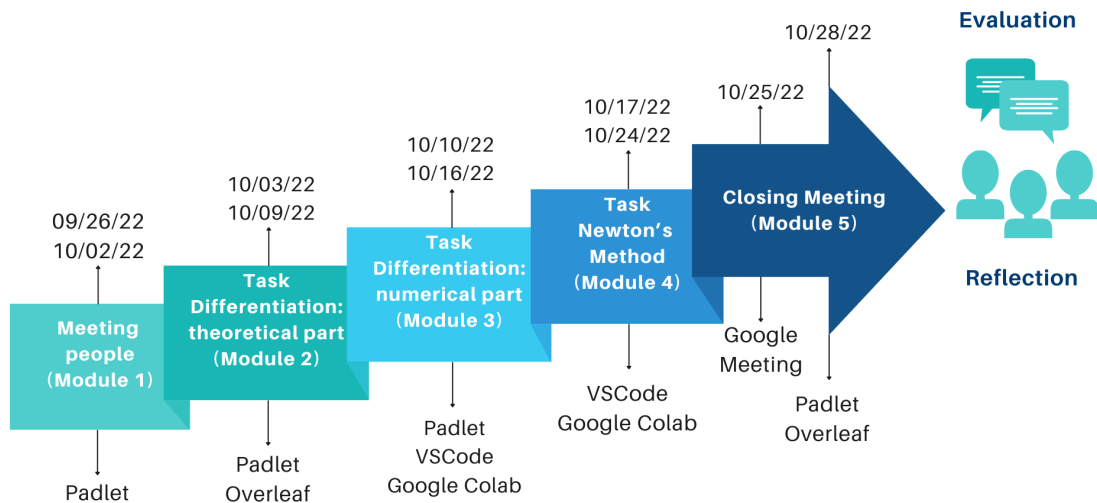 09/26/22
10/02/22
Meeting
people
(Module 1)
Padlet
10/03/22
10/09/22
Task
Differentiation:
theoretical part
(Module 2)
Padlet
Overleaf
10/10/22
10/16/22
Task
Differentiation:
numerical part
(Module 3)
Padlet
VSCode
Google Colab
10/17/22
10/24/22
Task
Newton's
Method
(Module 4)
VSCode
Google Colab
10/25/22
10/28/22
Closing Meeting
(Module 5)
Google
Meeting
Padlet
Overleaf
Evaluation
Reflection